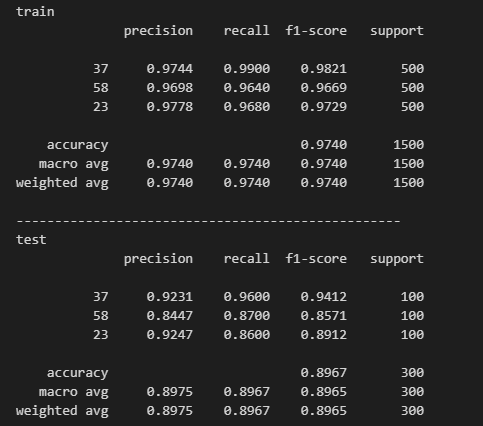 train
precision recall f1-score support
37 0.9744 0.9900 0.9821 500
58 0.9698 0.9640 0.9669 500
23 0.9778 0.9680 0.9729 500
accuracy 0.9740 1500
macro avg 0.9740 0.9740 0.9740 1500
weighted avg 0.9740 0.9740 0.9740 1500
--------------------------------------------------
test
precision recall f1-score support
37 0.9231 0.9600 0.9412 100
58 0.8447 0.8700 0.8571 100
23 0.9247 0.8600 0.8912 100
accuracy 0.8967 300
macro avg 0.8975 0.8967 0.8965 300
weighted avg 0.8975 0.8967 0.8965 300